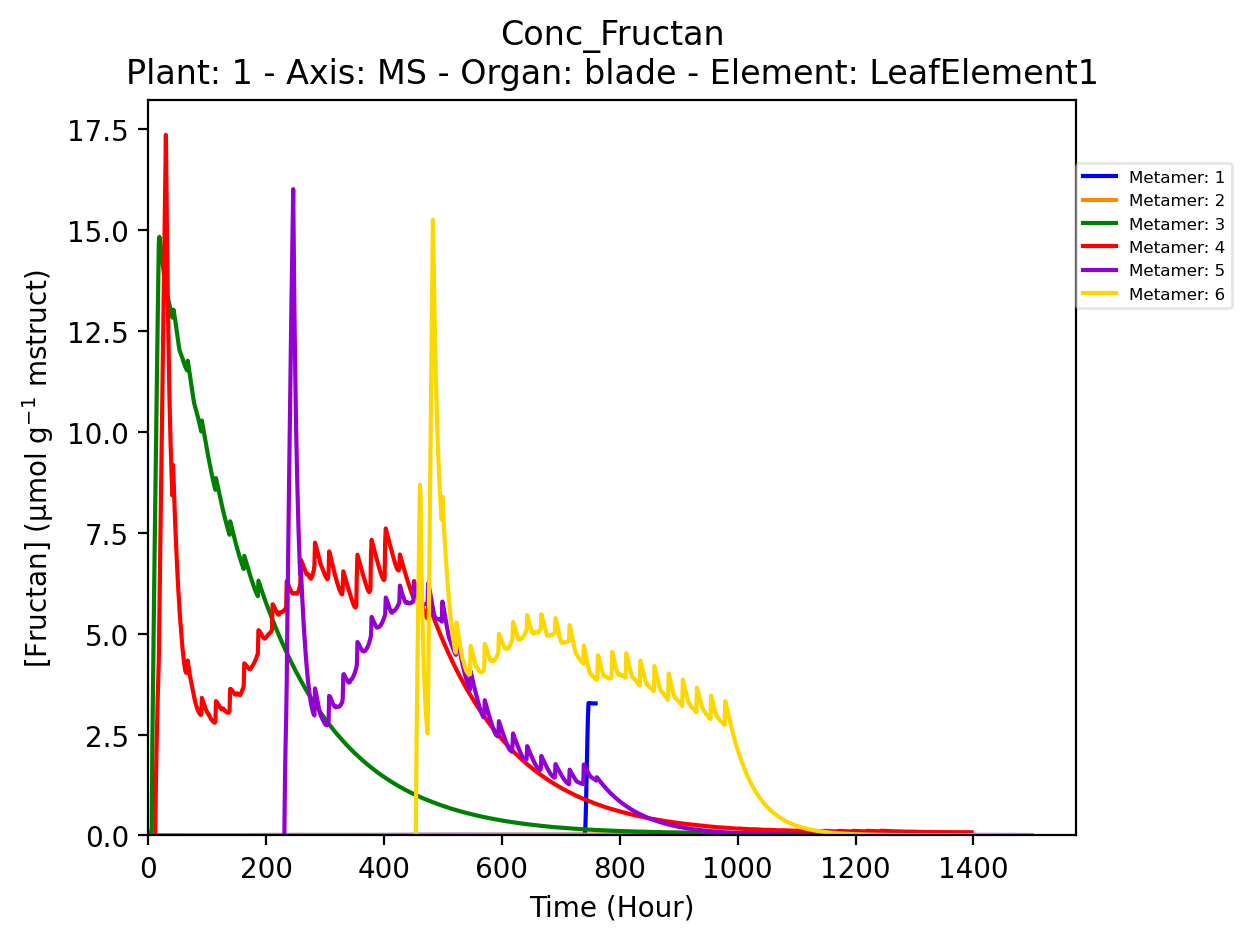 Conc_Fructan
Plant: 1 - Axis: MS - Organ: blade - Element: LeafElement1
[Fructan] (µmol g⁻¹ mstruct)
17.5
15.0
12.5
10.0
7.5
5.0
2.5
0.0
0 200 400 600 800 1000 1200 1400
Time (Hour)
Metamer: 1
Metamer: 2
Metamer: 3
Metamer: 4
Metamer: 5
Metamer: 6